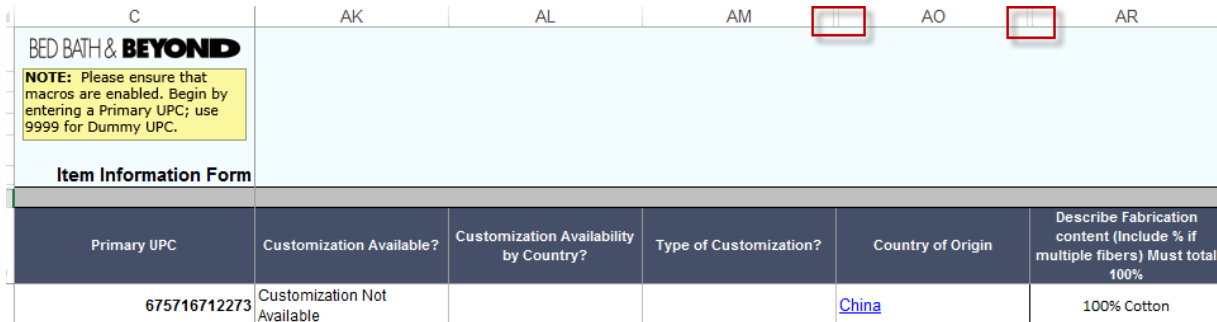 C AK AL AM AO AR
BED BATH & BEYOND
NOTE: Please ensure that
macros are enabled. Begin by
entering a Primary UPC; use
9999 for Dummy UPC.
Item Information Form
Primary UPC
Customization Available?
Customization Availability
by Country?
Type of Customization?
Country of Origin
Describe Fabrication
content (Include % if
multiple fibers) Must total
100%
675716712273
Customization Not
Available
China
100% Cotton